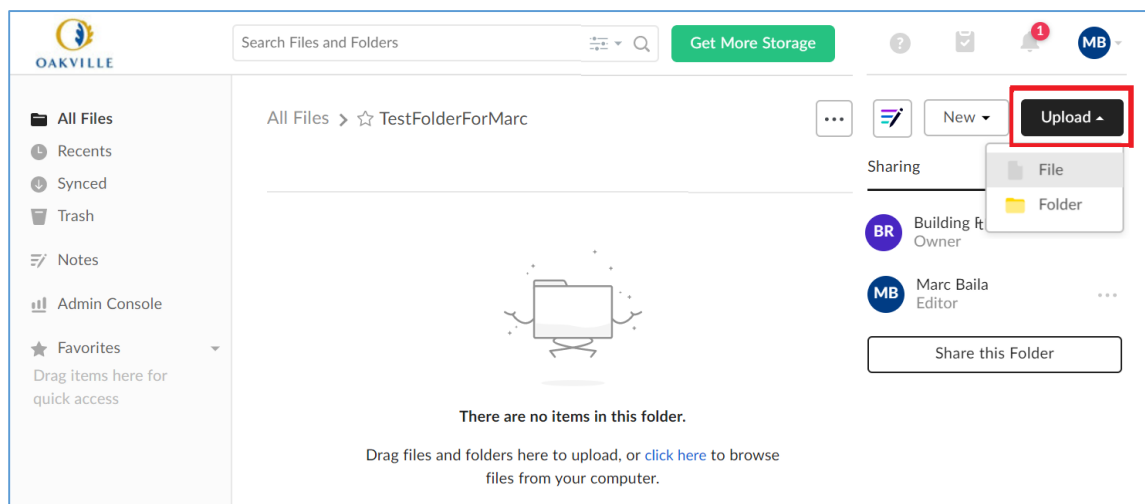 OAKVILLE
Search Files and Folders
Get More Storage
1
MB
All Files
Recents
Synced
Trash
Notes
Admin Console
Favorites
Drag items here for
quick access
All Files > TestFolderForMarc
New
Upload
File
Folder
Sharing
BR
Building
Owner
MB
Marc Baila
Editor
Share this Folder
There are no items in this folder.
Drag files and folders here to upload, or click here to browse
files from your computer.